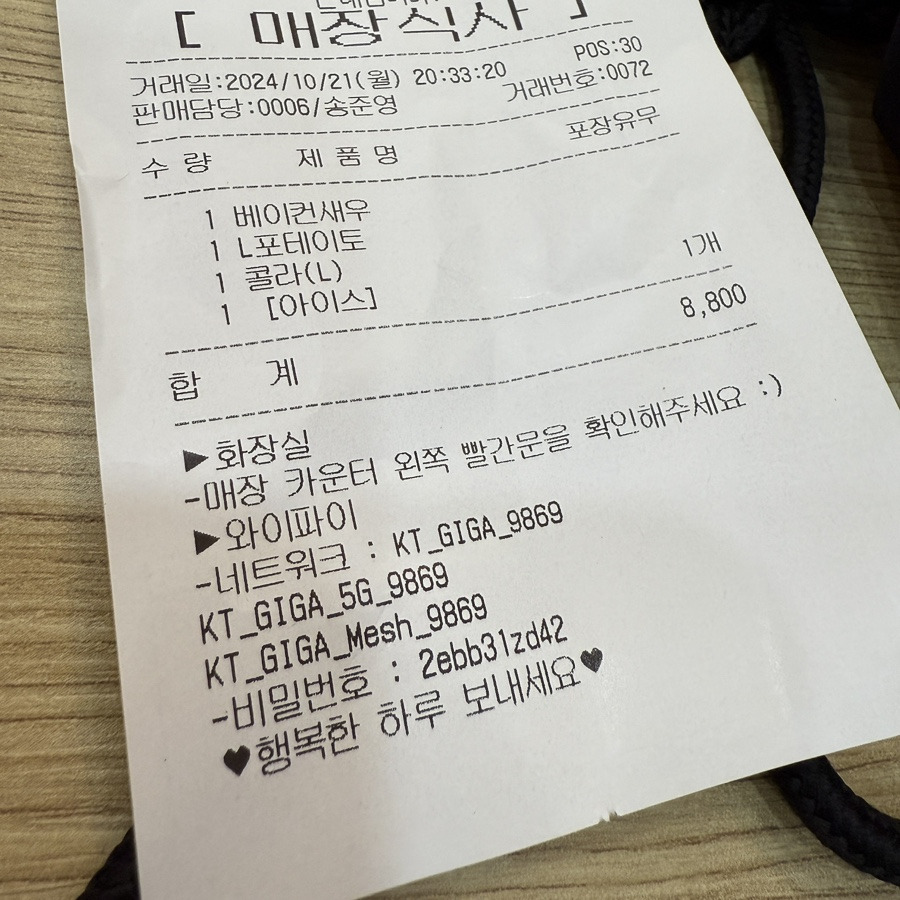 [ 매장식사 ]
거래일:2024/10/21(월) 20:33:20 POS:30
판매담당:0006/송준영 거래번호:0072
수 량 제 품 명 포장유무
1 베이컨새우
1 L포테이토
1 콜라(L)
1 [아이스] 1개
합 계 8,800
▶화장실
-매장 카운터 왼쪽 빨간문을 확인해주세요 :)
▶와이파이
-네트워크 : KT_GIGA_9869
KT_GIGA_5G_9869
KT_GIGA_Mesh_9869
-비밀번호 : 2ebb31zd42
♥행복한 하루 보내세요♥